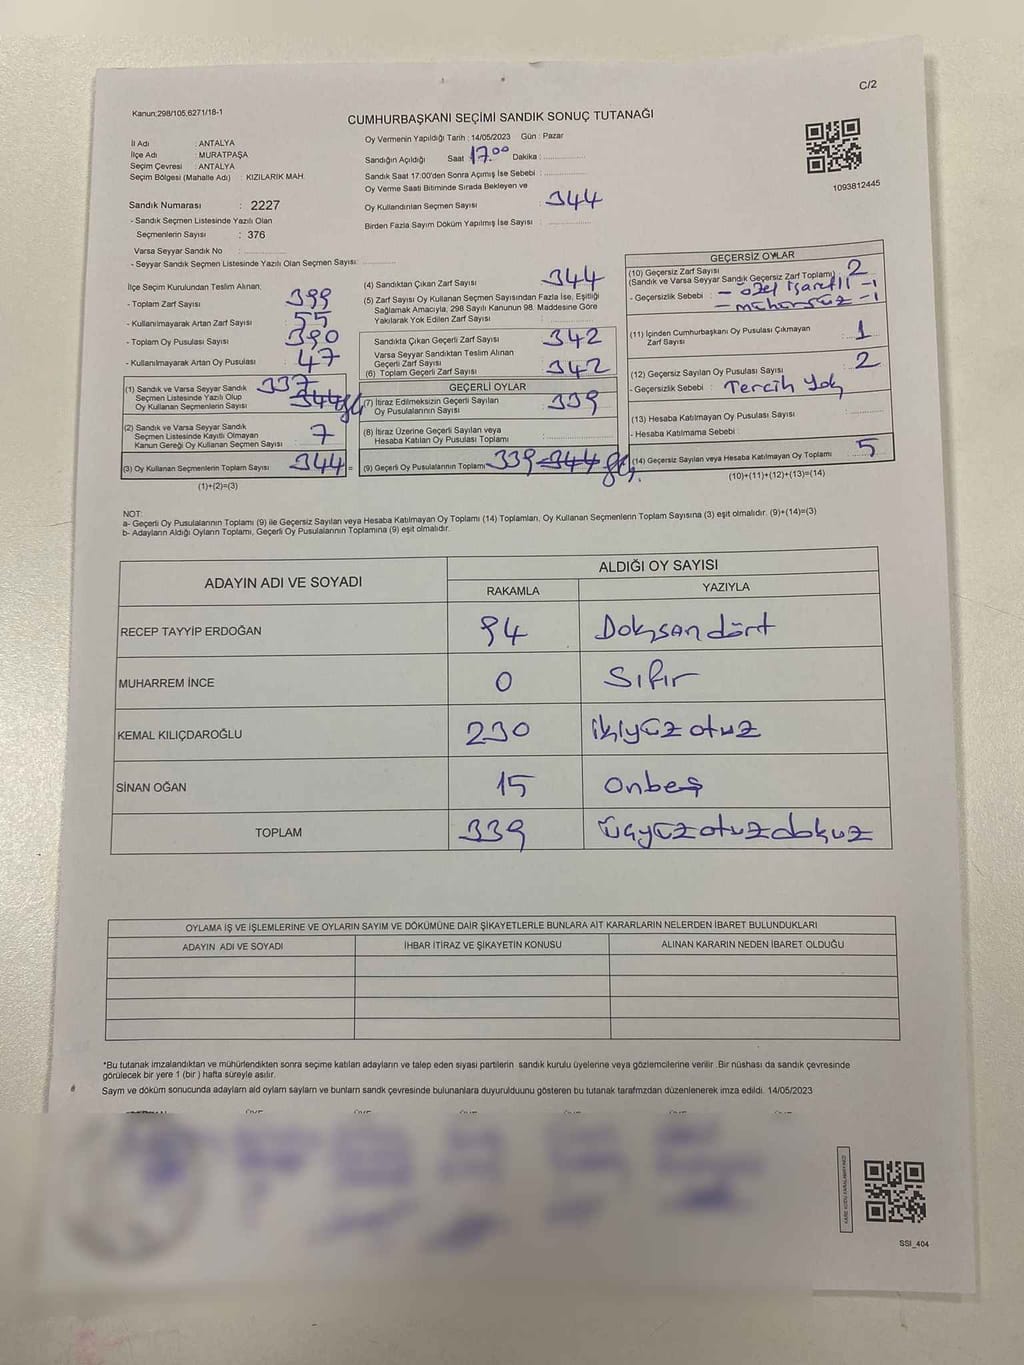 C/2
Kanun;298/105,6271/18-1
CUMHURBAŞKANI SEÇİMİ SANDIK SONUÇ TUTANAĞI
Oy Vermenin Yapıldığı Tarih : 14/05/2023 Gün : Pazar
İl Adı : ANTALYA
İlçe Adı : MURATPAŞA
Seçim Çevresi : ANTALYA
Seçim Bölgesi (Mahalle Adı) : KIZILARIK MAH.
Sandığın Açıldığı Saat 17.00 Dakika :
Sandık Saat 17:00'den Sonra Açımış İse Sebebi :
Oy Verme Saati Bitiminde Sırada Bekleyen ve
Oy Kullandırılan Seçmen Sayısı : 344
Birden Fazla Sayım Döküm Yapılmış İse Sayısı :
1093812445
Sandık Numarası : 2227
- Sandık Seçmen Listesinde Yazılı Olan
Seçmenlerin Sayısı : 376
Varsa Seyyar Sandık No :
- Seyyar Sandık Seçmen Listesinde Yazılı Olan Seçmen Sayısı:
İlçe Seçim Kurulundan Teslim Alınan;
- Toplam Zarf Sayısı : 399
- Kullanılmayarak Artan Zarf Sayısı : 55
- Toplam Oy Pusulası Sayısı : 390
- Kullanılmayarak Artan Oy Pusulası : 47
(1) Sandık ve Varsa Seyyar Sandık
Seçmen Listesinde Yazılı Olup
Oy Kullanan Seçmenlerin Sayısı 337 344
(2) Sandık ve Varsa Seyyar Sandık
Seçmen Listesinde Kayıtlı Olmayan
Kanun Gereği Oy Kullanan Seçmen Sayısı : 7
(3) Oy Kullanan Seçmenlerin Toplam Sayısı 344 =
(1)+(2)=(3)
(4) Sandıktan Çıkan Zarf Sayısı : 344
(5) Zarf Sayısı Oy Kullanan Seçmen Sayısından Fazla İse, Eşitliği
Sağlamak Amacıyla, 298 Sayılı Kanunun 98. Maddesine Göre
Yakılarak Yok Edilen Zarf Sayısı :
Sandıkta Çıkan Geçerli Zarf Sayısı : 342
Varsa Seyyar Sandıktan Teslim Alınan
Geçerli Zarf Sayısı
(6) Toplam Geçerli Zarf Sayısı : 342
GEÇERLİ OYLAR
(7) İtiraz Edilmeksizin Geçerli Sayılan
Oy Pusulalarının Sayısı : 339
(8) İtiraz Üzerine Geçerli Sayılan veya
Hesaba Katılan Oy Pusulası Toplamı :
(9) Geçerli Oy Pusulalarının Toplamı 339 344
GEÇERSİZ OYLAR
(10) Geçersiz Zarf Sayısı
(Sandık ve Varsa Seyyar Sandık Geçersiz Zarf Toplamı) 2
- Geçersizlik Sebebi : - özel işaretli -1
- mühürsüz -1
(11) İçinden Cumhurbaşkanı Oy Pusulası Çıkmayan
Zarf Sayısı : 1
(12) Geçersiz Sayılan Oy Pusulası Sayısı : 2
- Geçersizlik Sebebi : Tercih yok
(13) Hesaba Katılmayan Oy Pusulası Sayısı :
- Hesaba Katılmama Sebebi :
(14) Geçersiz Sayılan veya Hesaba Katılmayan Oy Toplamı : 5
(10)+(11)+(12)+(13)=(14)
NOT:
a- Geçerli Oy Pusulalarının Toplamı (9) ile Geçersiz Sayılan veya Hesaba Katılmayan Oy Toplamı (14) Toplamları, Oy Kullanan Seçmenlerin Toplam Sayısına (3) eşit olmalıdır. (9)+(14)=(3)
b- Adayların Aldığı Oyların Toplamı, Geçerli Oy Pusulalarının Toplamına (9) eşit olmalıdır.
ADAYIN ADI VE SOYADI
ALDIĞI OY SAYISI
RAKAMLA YAZIYLA
RECEP TAYYİP ERDOĞAN 94 Doksan dört
MUHARREM İNCE 0 Sıfır
KEMAL KILIÇDAROĞLU 230 ikiyüz otuz
SİNAN OĞAN 15 Onbeş
TOPLAM 339 üçyüz otuz dokuz
OYLAMA İŞ VE İŞLEMLERİNE VE OYLARIN SAYIM VE DÖKÜMÜNE DAİR ŞİKAYETLERLE BUNLARA AİT KARARLARIN NELERDEN İBARET BULUNDUKLARI
ADAYIN ADI VE SOYADI İHBAR İTİRAZ VE ŞİKAYETİN KONUSU ALINAN KARARIN NEDEN İBARET OLDUĞU
*Bu tutanak imzalandıktan ve mühürlendikten sonra seçime katılan adayların ve talep eden siyasi partilerin sandık kurulu üyelerine veya gözlemcilerine verilir. Bir nüshası da sandık çevresinde
görülecek bir yere 1 (bir ) hafta süreyle asılır.
Sayım ve döküm sonucunda adayların ald oyların sayların ve bunların sandk çevresinde bulunanlara duyurulduunu gösteren bu tutanak tarafmzdan düzenlenerek imza edildi. 14/05/2023
SSI_404